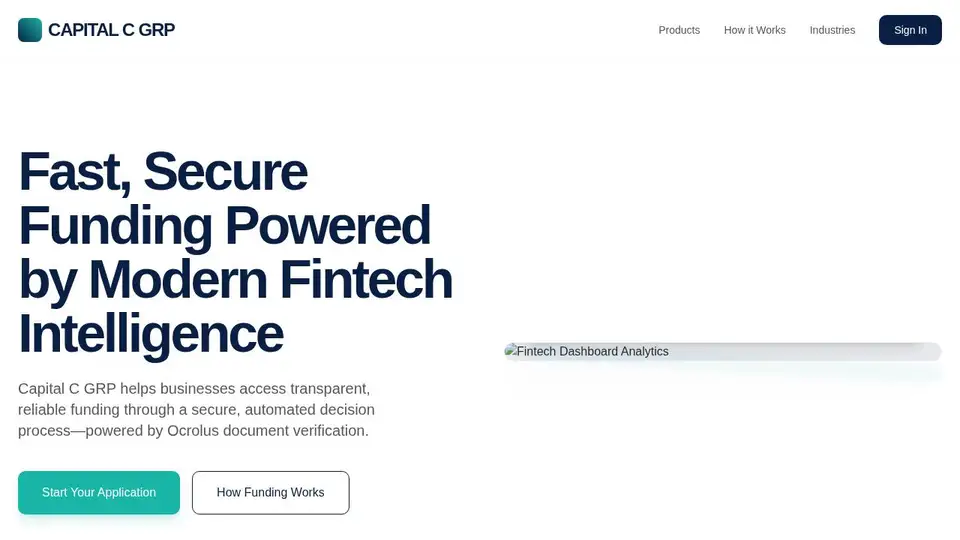 CAPITAL C GRP
Products
How it Works
Industries
Sign In
Fast, Secure
Funding Powered
by Modern Fintech
Intelligence
Fintech Dashboard Analytics
Capital C GRP helps businesses access transparent,
reliable funding through a secure, automated decision
process—powered by Ocrolus document verification.
Start Your Application
How Funding Works